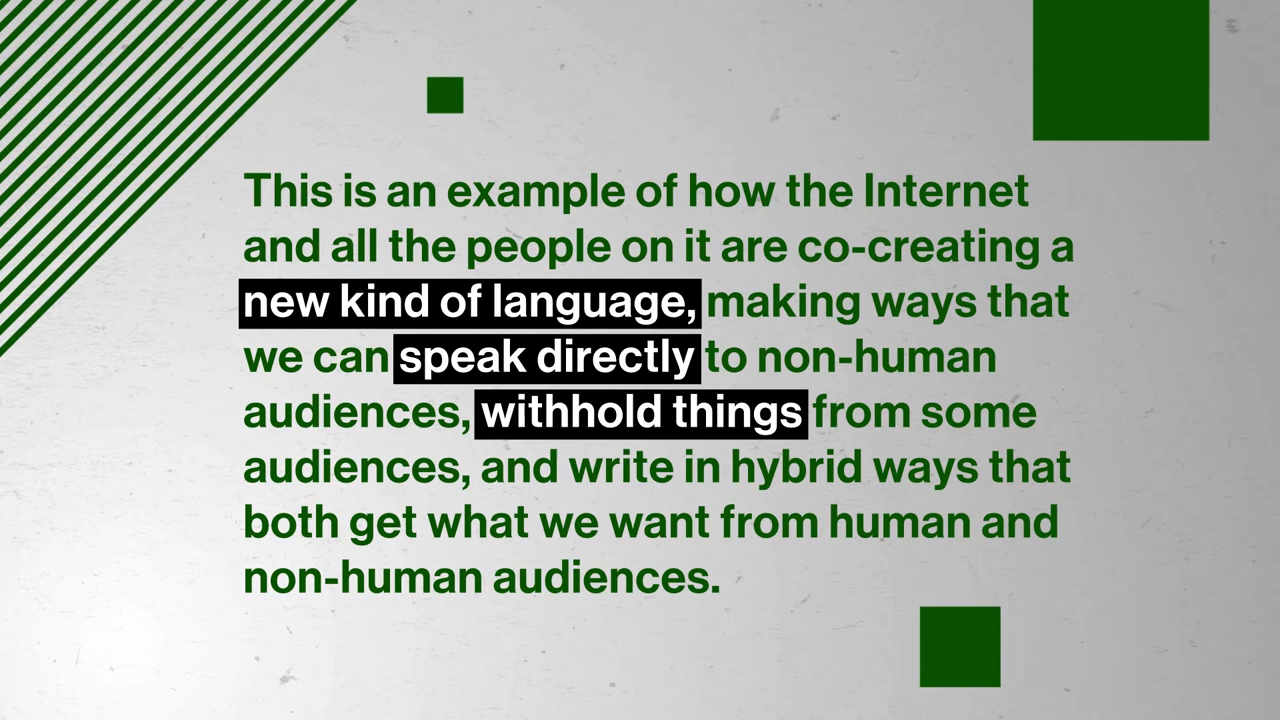 This is an example of how the Internet
and all the people on it are co-creating a
new kind of language, making ways that
we can speak directly to non-human
audiences, withhold things from some
audiences, and write in hybrid ways that
both get what we want from human and
non-human audiences.